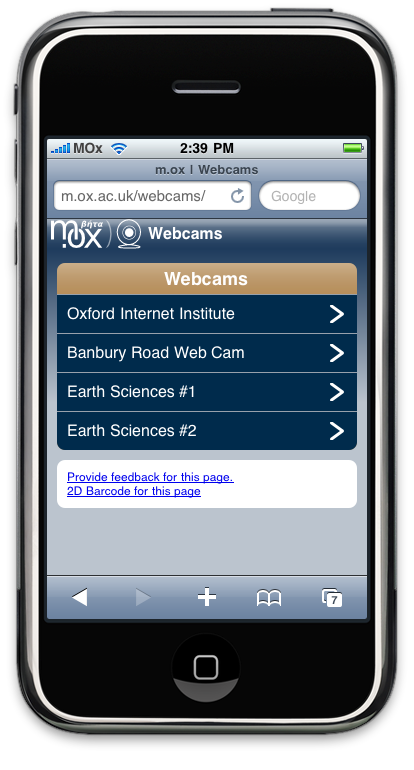 MOx 2:39 PM
m.ox | Webcams
m.ox.ac.uk/webcams/ Google
βήτα
m.ox Webcams
Webcams
Oxford Internet Institute
Banbury Road Web Cam
Earth Sciences #1
Earth Sciences #2
Provide feedback for this page.
2D Barcode for this page
7